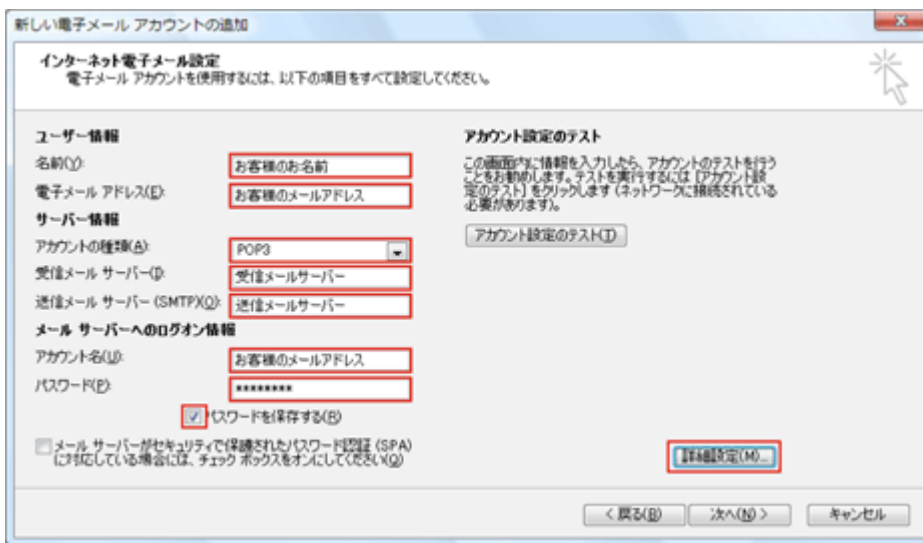 新しい電子メール アカウントの追加
インターネット電子メール設定
電子メール アカウントを使用するには、以下の項目をすべて設定してください。
ユーザー情報
名前(Y):
お客様のお名前
電子メール アドレス(E):
お客様のメールアドレス
サーバー情報
アカウントの種類(A):
POP3
受信メール サーバー(I):
受信メールサーバー
送信メール サーバー (SMTP)(O):
送信メールサーバー
メール サーバーへのログオン情報
アカウント名(U):
お客様のメールアドレス
パスワード(P):
********
パスワードを保存する(R)
メール サーバーがセキュリティで保護されたパスワード認証 (SPA)
に対応している場合には、チェック ボックスをオンにしてください(Q)
アカウント設定のテスト
この画面内に情報を入力したら、アカウントのテストを行う
ことをお勧めします。テストを実行するには [アカウント設
定のテスト] をクリックします (ネットワークに接続されている
必要があります)。
アカウント設定のテスト(T)
詳細設定(M)...
< 戻る(B)
次へ(N) >
キャンセル